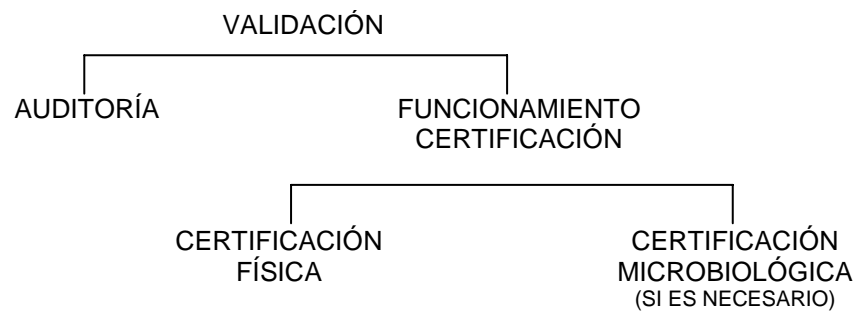 VALIDACIÓN
AUDITORÍA
FUNCIONAMIENTO
CERTIFICACIÓN
CERTIFICACIÓN
FÍSICA
CERTIFICACIÓN
MICROBIOLÓGICA
(SI ES NECESARIO)